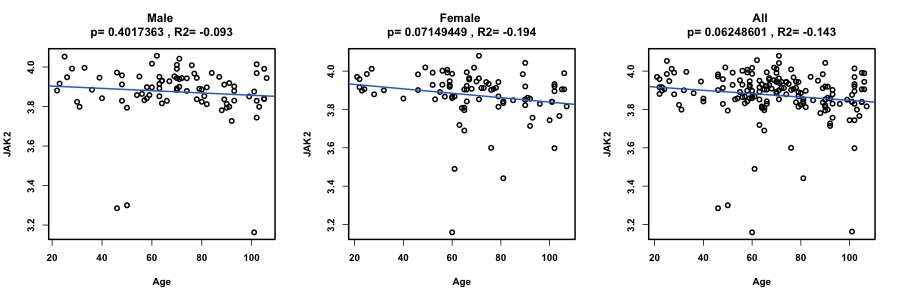 Male
p= 0.4017363 , R2= -0.093
JAK2
4.0
3.8
3.6
3.4
3.2
20 40 60 80 100
Age
Female
p= 0.07149449 , R2= -0.194
JAK2
4.0
3.8
3.6
3.4
3.2
20 40 60 80 100
Age
All
p= 0.06248601 , R2= -0.143
JAK2
4.0
3.8
3.6
3.4
3.2
20 40 60 80 100
Age